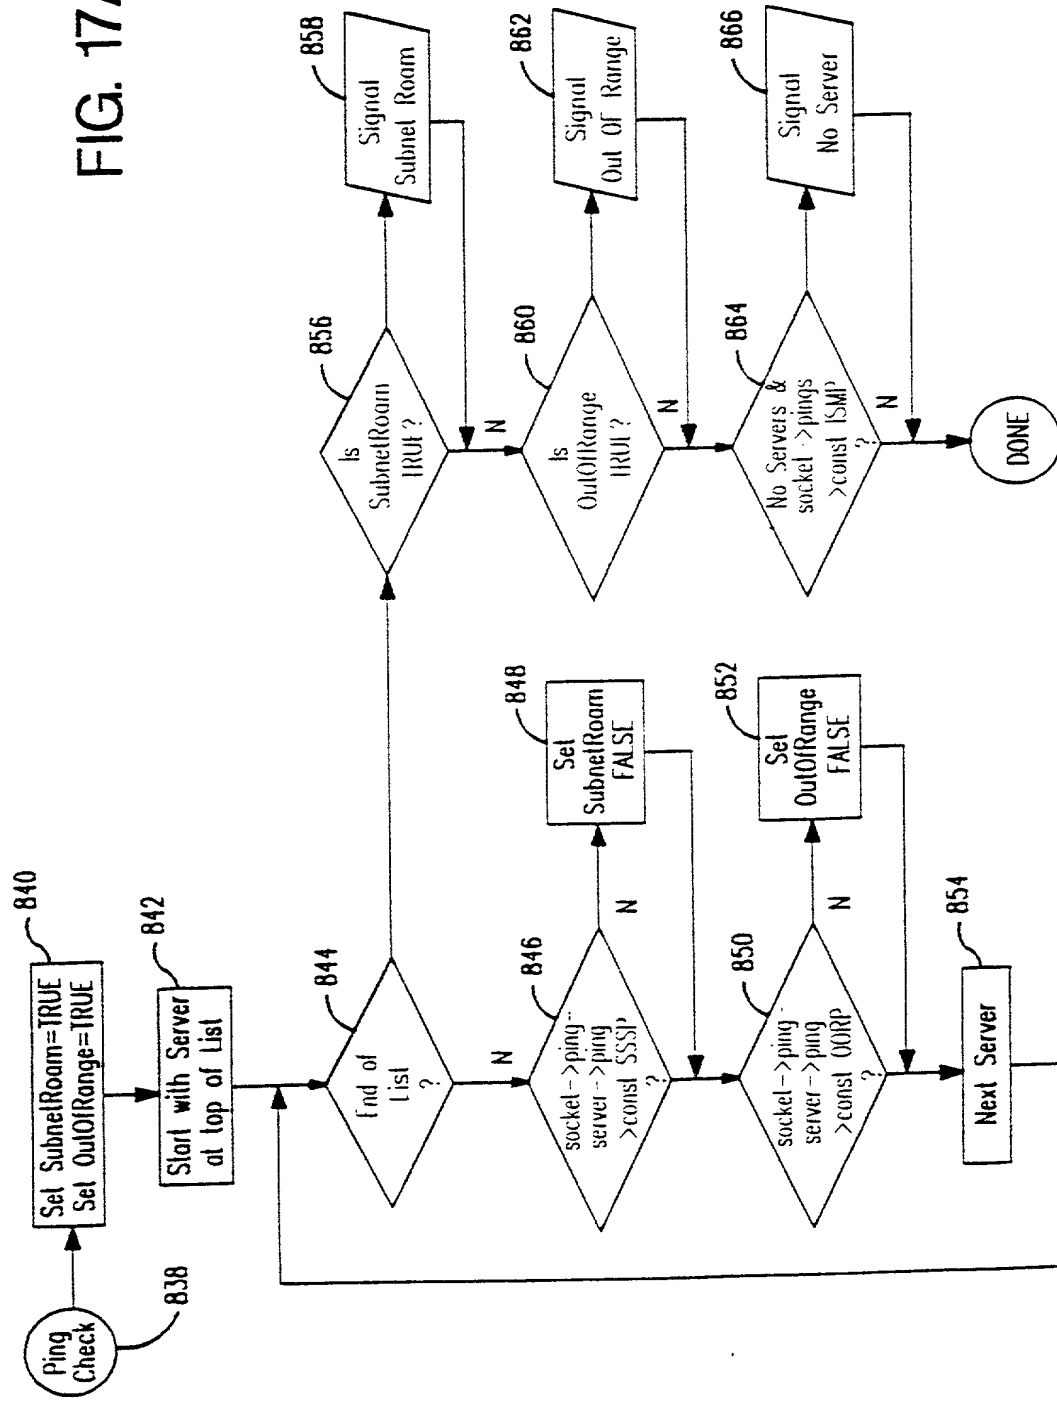 FIG. 17A
Ping
Check
838
Set SubnetRoam=TRUE
Set OutOfRange=TRUE
840
Start with Server
at top of List
842
End of
List
?
844
N
socket->ping-
server->ping
>const SSSP
?
846
N
Set
SubnetRoam
FALSE
848
socket->ping-
server->ping
>const OORP
?
850
N
Set
OutOfRange
FALSE
852
Next Server
854
Is
SubnetRoam
TRUE?
856
N
Signal
Subnet Roam
858
Is
OutOfRange
TRUE?
860
N
Signal
Out Of Range
862
No Servers &
socket->pings
>const ISMP
?
864
N
Signal
No Server
866
DONE